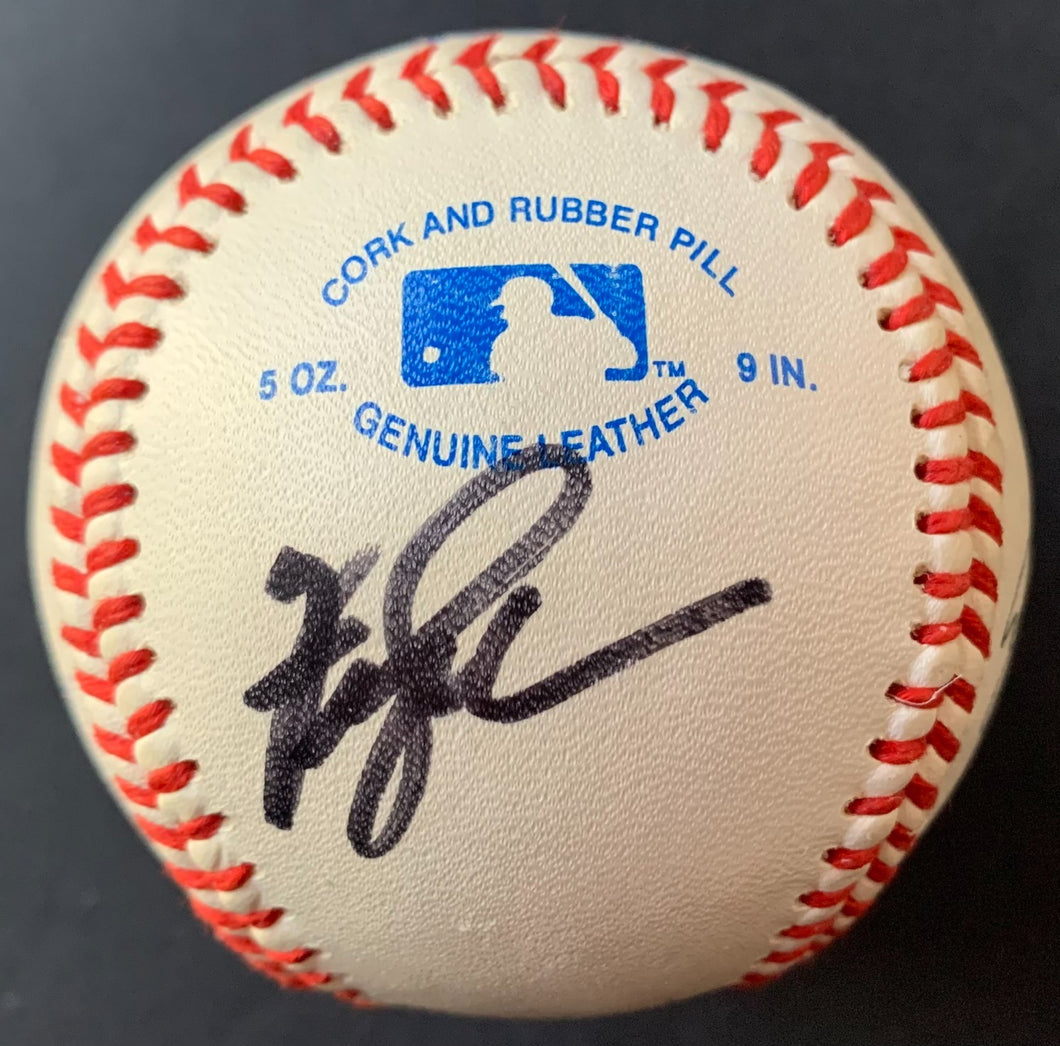 CORK AND RUBBER PILL
5 OZ. TM 9 IN.
GENUINE LEATHER